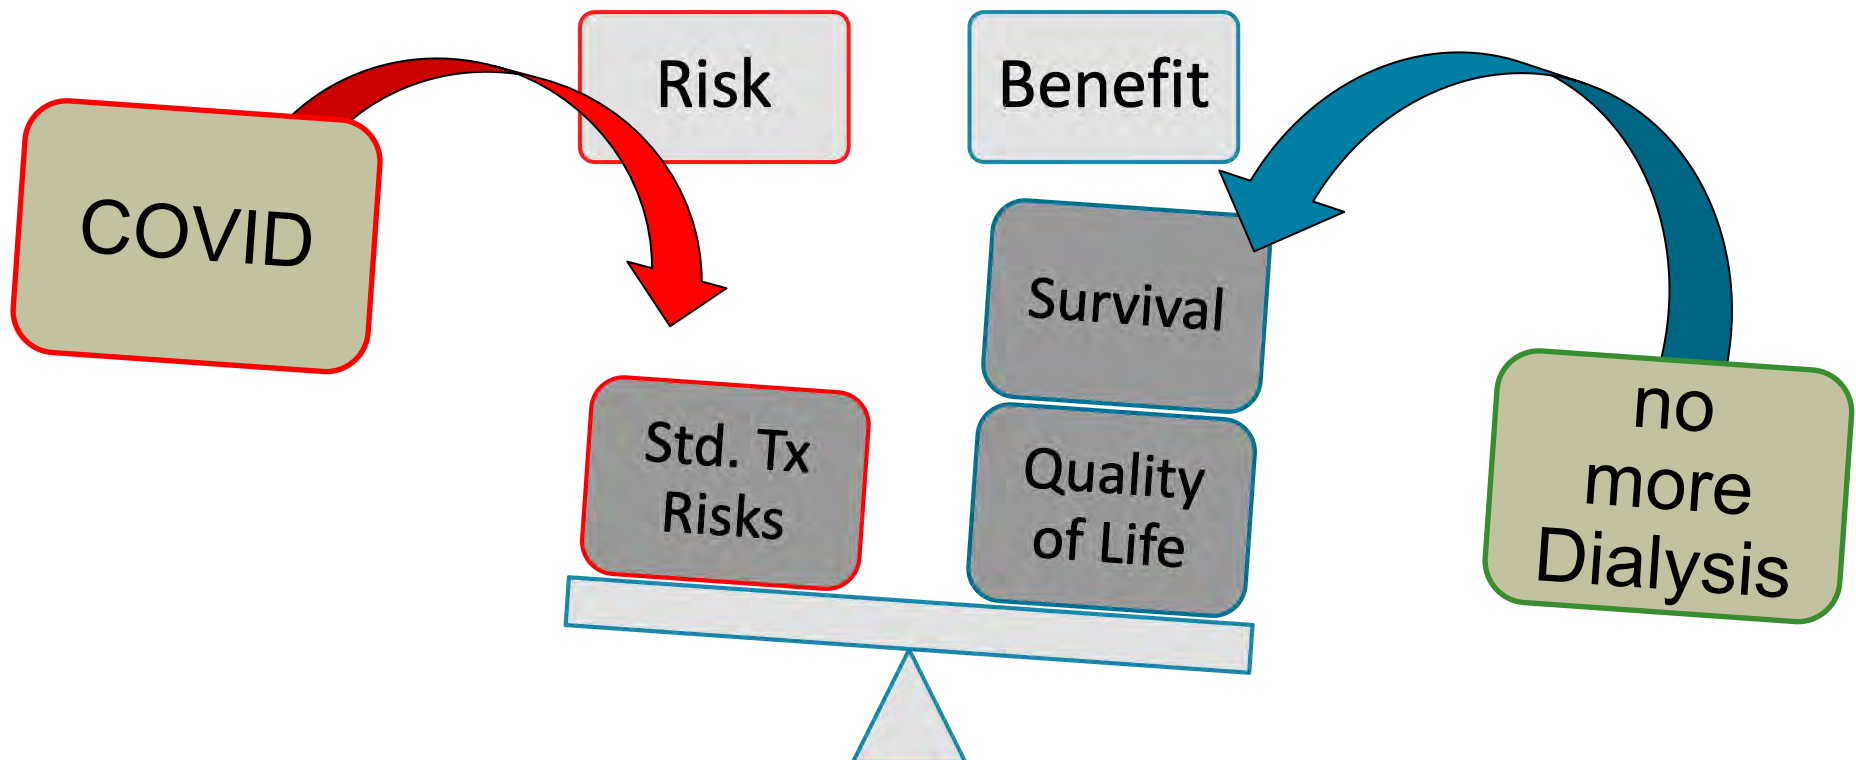 Risk
Benefit
COVID
Survival
Std. Tx
Risks
Quality
of Life
no
more
Dialysis